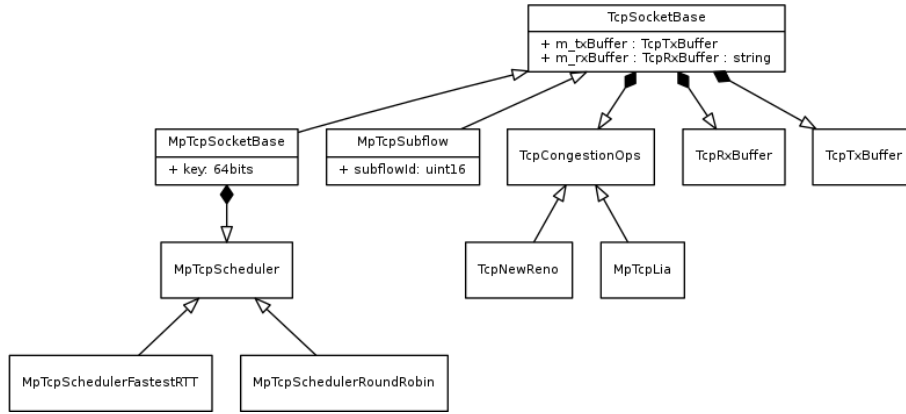 TcpSocketBase
+ m_txBuffer : TcpTxBuffer
+ m_rxBuffer : TcpRxBuffer : string
MpTcpSocketBase
+ key: 64bits
MpTcpSubflow
+ subflowId: uint16
TcpCongestionOps
TcpRxBuffer
TcpTxBuffer
MpTcpScheduler
TcpNewReno
MpTcpLia
MpTcpSchedulerFastestRTT
MpTcpSchedulerRoundRobin